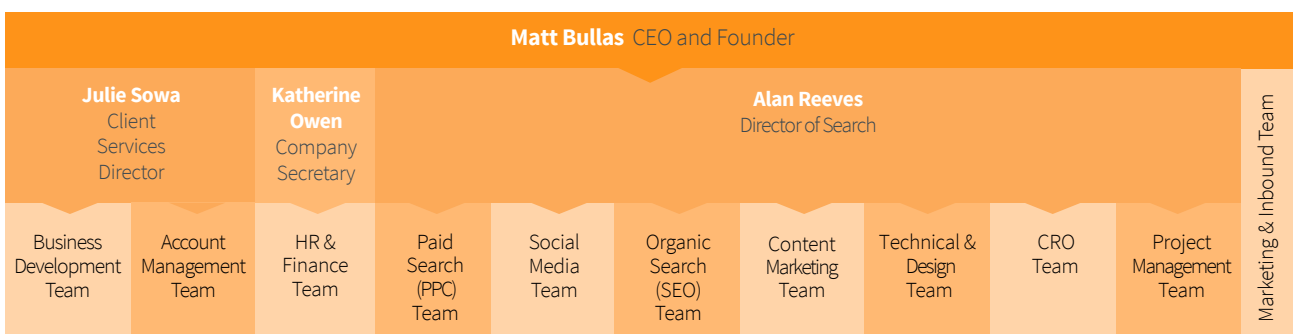 Matt Bullas CEO and Founder
Julie Sowa
Client
Services
Director
Katherine
Owen
Company
Secretary
Alan Reeves
Director of Search
Marketing & Inbound Team
Business
Development
Team
Account
Management
Team
HR &
Finance
Team
Paid
Search
(PPC)
Team
Social
Media
Team
Organic
Search
(SEO)
Team
Content
Marketing
Team
Technical &
Design
Team
CRO
Team
Project
Management
Team